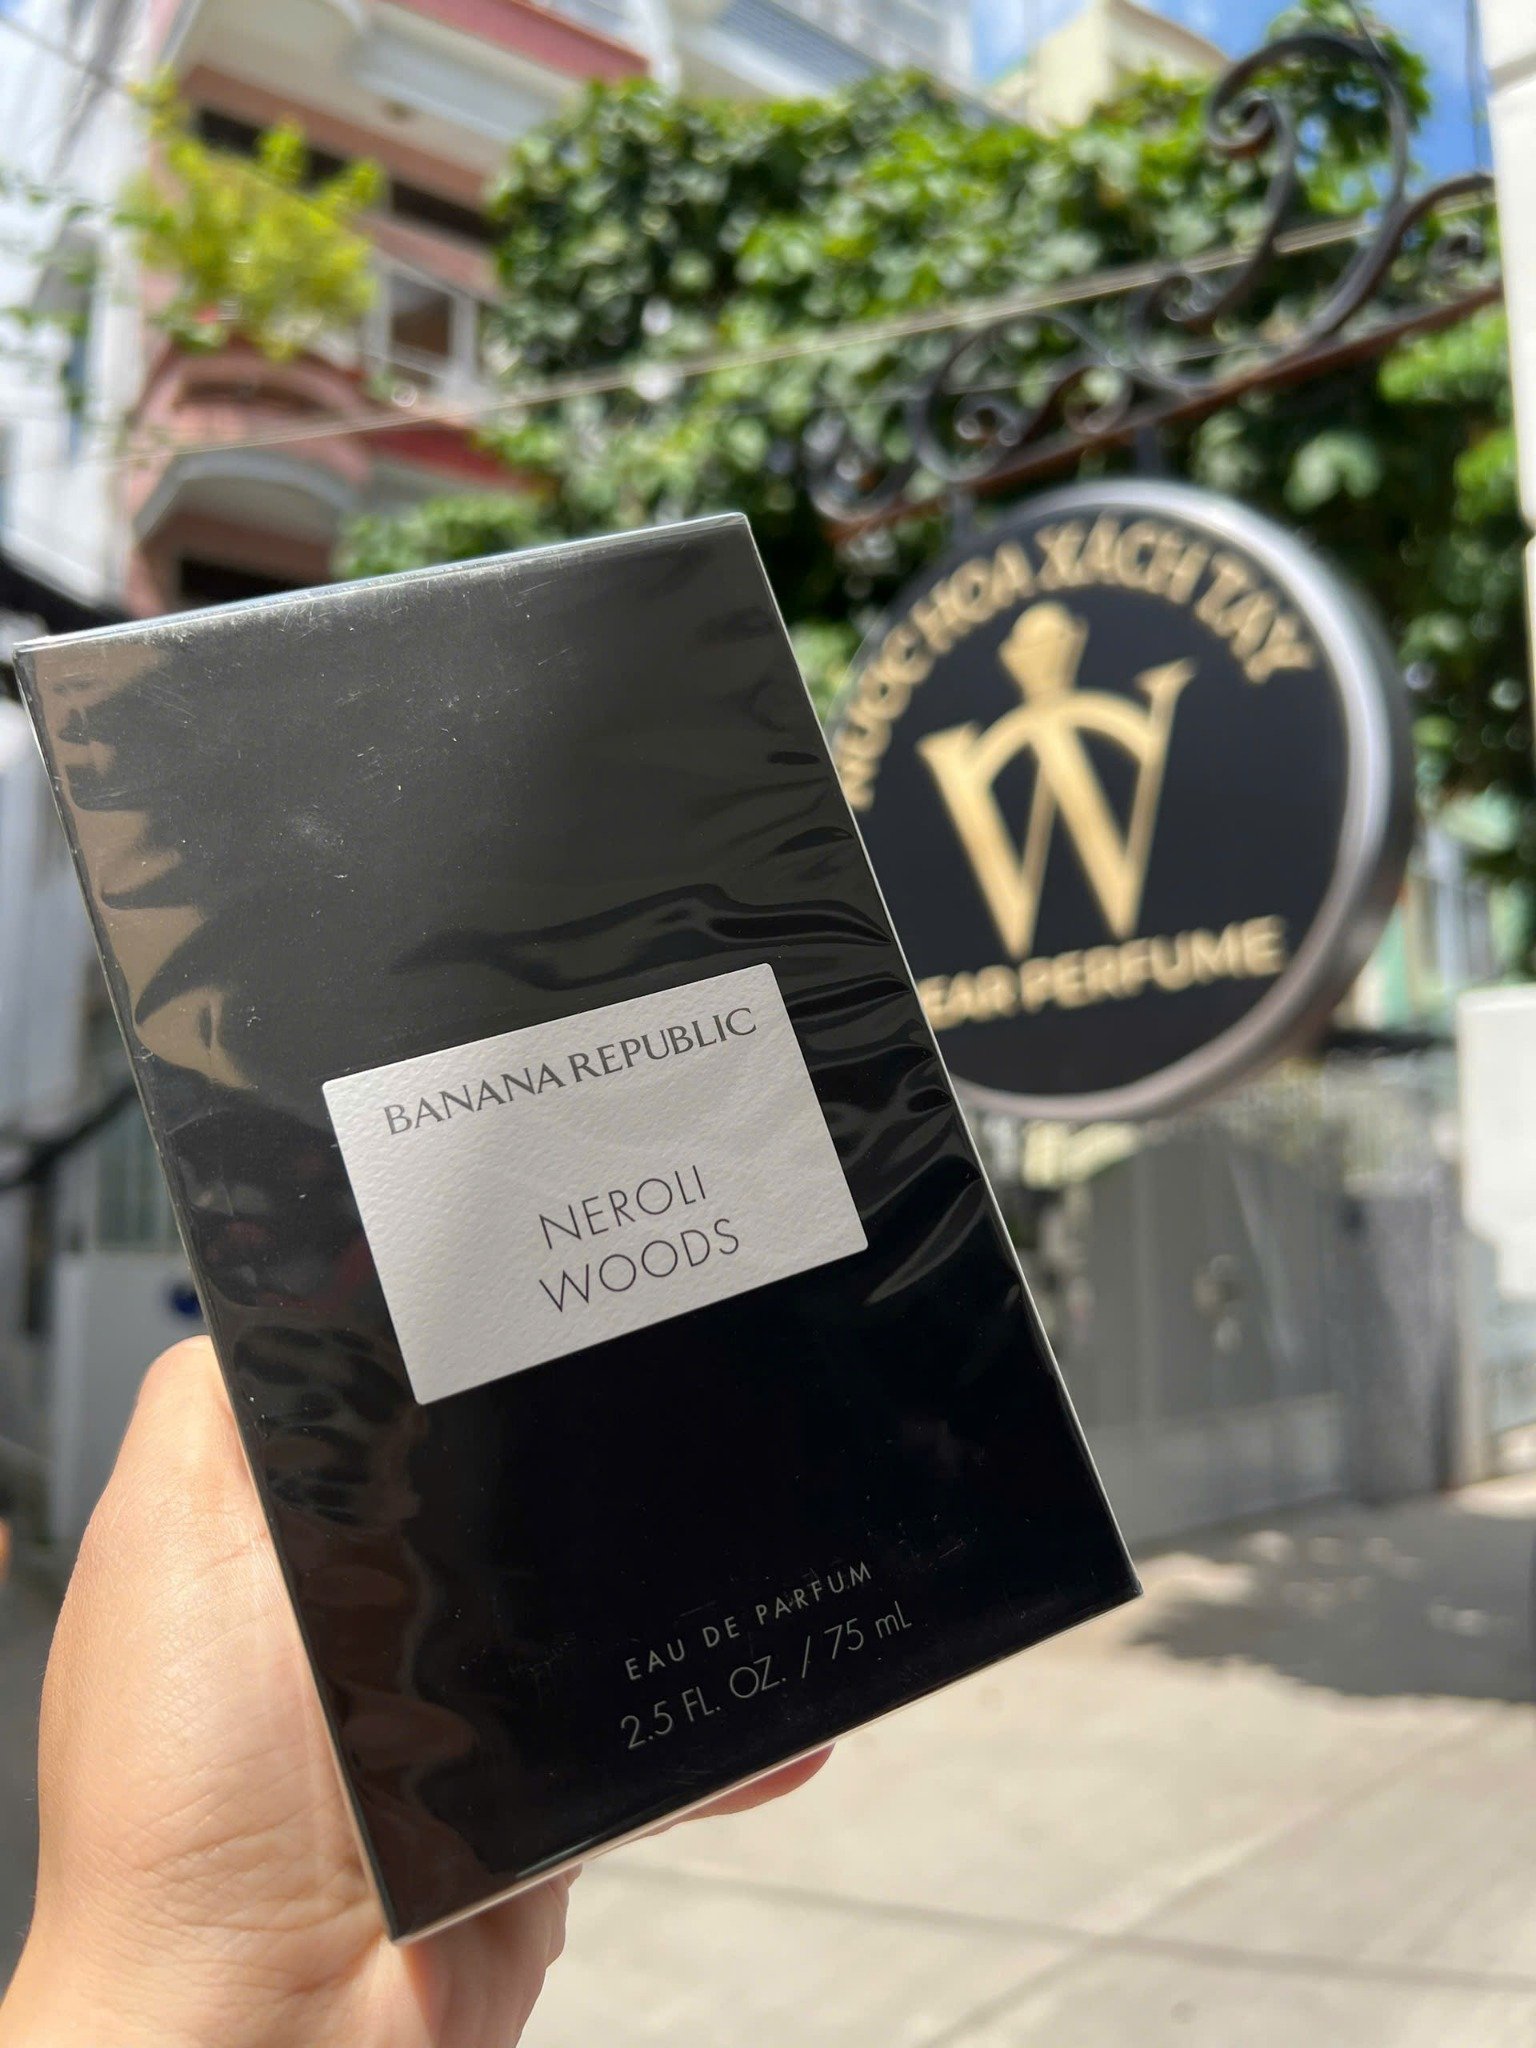 NƯỚC HOA XÁCH TAY
W
EAR PERFUME
BANANA REPUBLIC
NEROLI
WOODS
EAU DE PARFUM
2.5 FL. OZ. / 75 mL